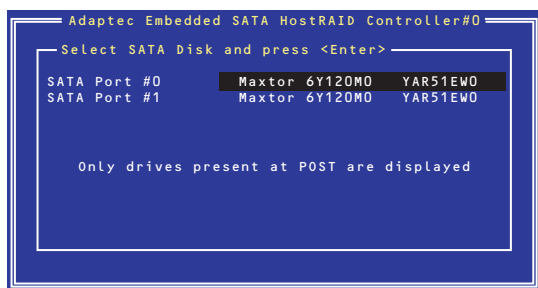 Adaptec Embedded SATA HostRAID Controller#0
Select SATA Disk and press <Enter>
SATA Port #0 Maxtor 6Y120M0 YAR51EW0
SATA Port #1 Maxtor 6Y120M0 YAR51EW0
Only drives present at POST are displayed